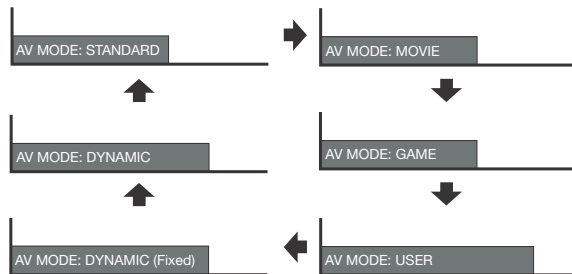 AV MODE: STANDARD
AV MODE: MOVIE
AV MODE: DYNAMIC
AV MODE: GAME
AV MODE: DYNAMIC (Fixed)
AV MODE: USER